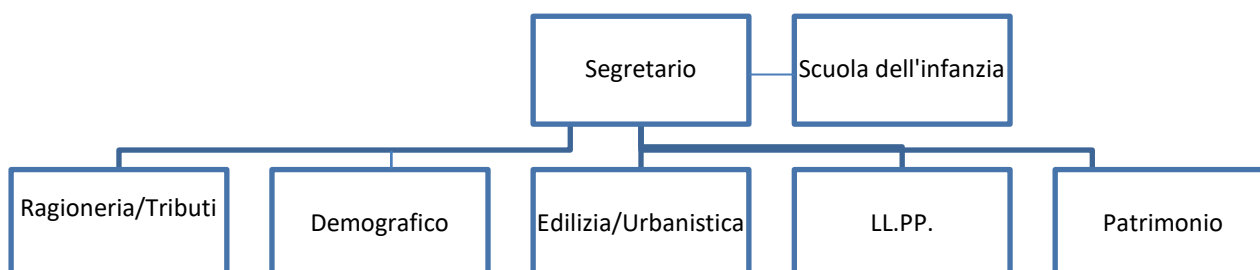 Segretario
Scuola dell'infanzia
Ragioneria/Tributi
Demografico
Edilizia/Urbanistica
LL.PP.
Patrimonio